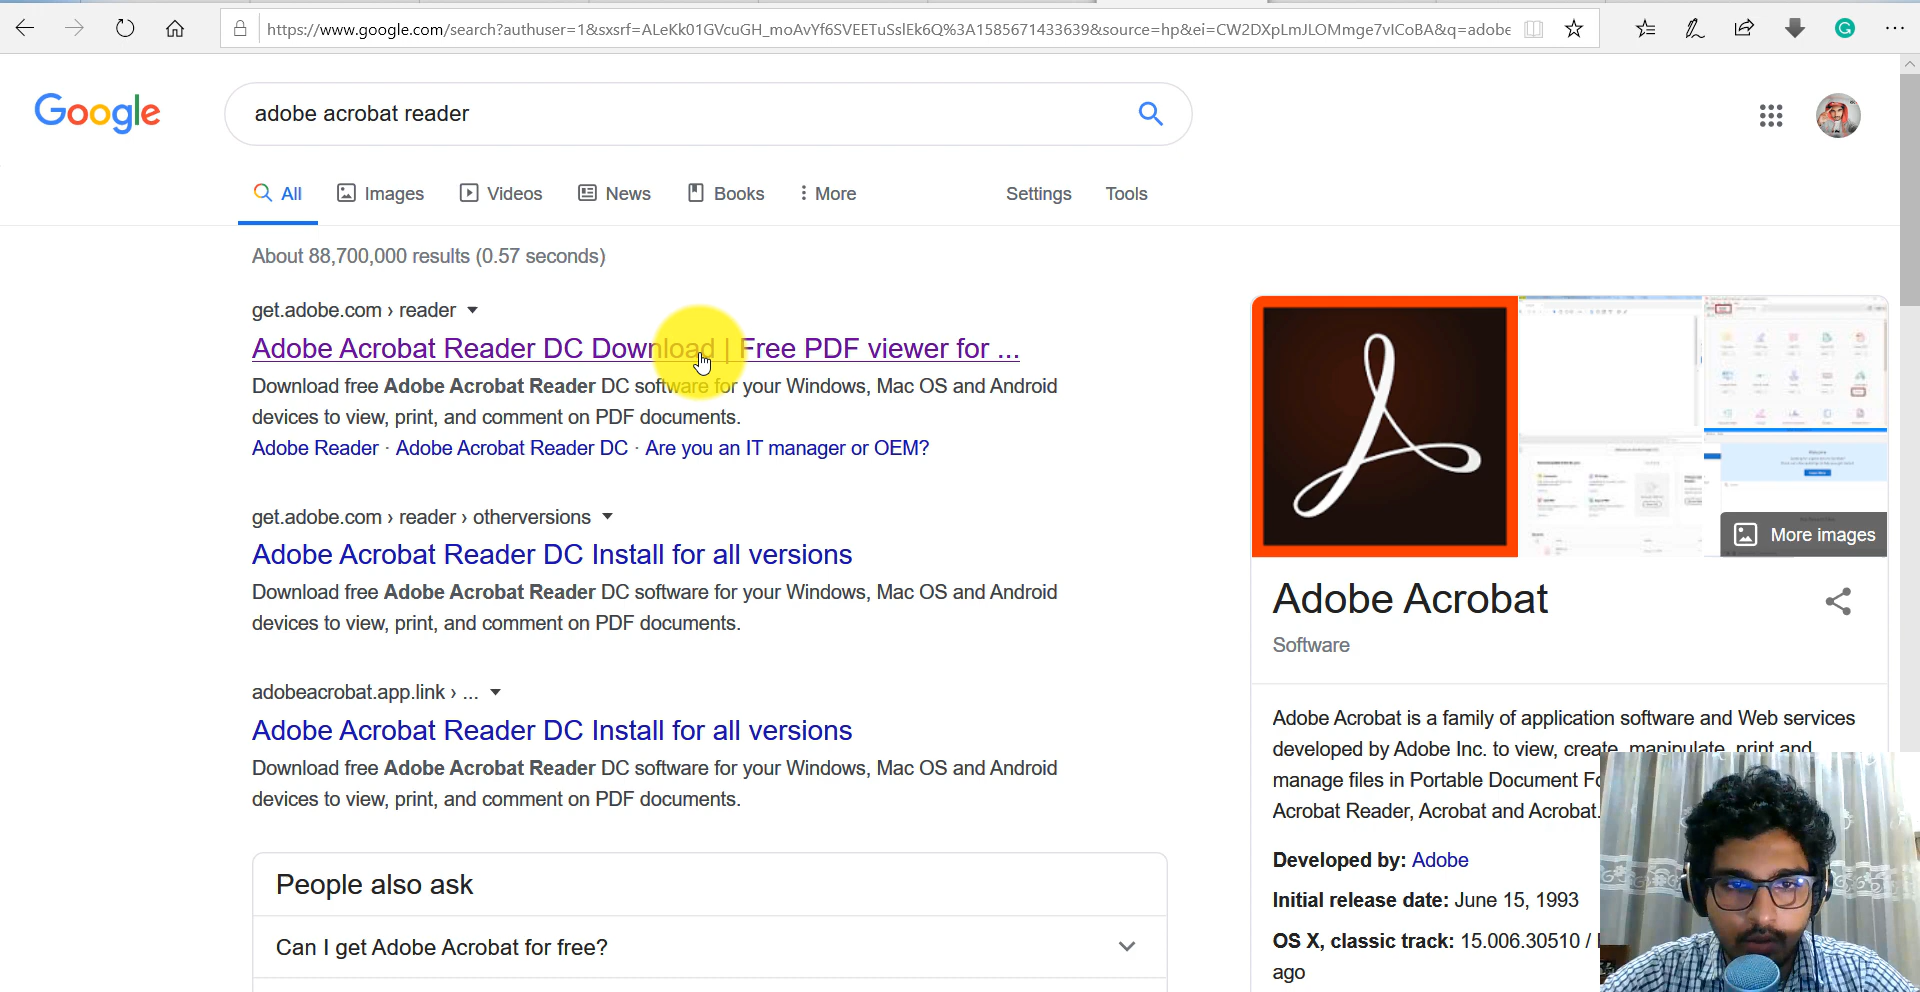 https://www.google.com/search?authuser=1&sxsrf=ALeKk01GVcuGH_moAvYf6SVEETuSslEk6Q%3A1585671433639&source=hp&ei=CW2DXpLmJLOMmge7vICoBA&q=adobe
Google
adobe acrobat reader
All Images Videos News Books More Settings Tools
About 88,700,000 results (0.57 seconds)
get.adobe.com › reader
Adobe Acrobat Reader DC Download | Free PDF viewer for ...
Download free Adobe Acrobat Reader DC software for your Windows, Mac OS and Android
devices to view, print, and comment on PDF documents.
Adobe Reader · Adobe Acrobat Reader DC · Are you an IT manager or OEM?
get.adobe.com › reader › otherversions
Adobe Acrobat Reader DC Install for all versions
Download free Adobe Acrobat Reader DC software for your Windows, Mac OS and Android
devices to view, print, and comment on PDF documents.
adobeacrobat.app.link › ...
Adobe Acrobat Reader DC Install for all versions
Download free Adobe Acrobat Reader DC software for your Windows, Mac OS and Android
devices to view, print, and comment on PDF documents.
People also ask
Can I get Adobe Acrobat for free?
More images
Adobe Acrobat
Software
Adobe Acrobat is a family of application software and Web services
developed by Adobe Inc. to view, create, manipulate, print and
manage files in Portable Document
Acrobat Reader, Acrobat and Acrobat.
Developed by: Adobe
Initial release date: June 15, 1993
OS X, classic track: 15.006.30510 /
ago